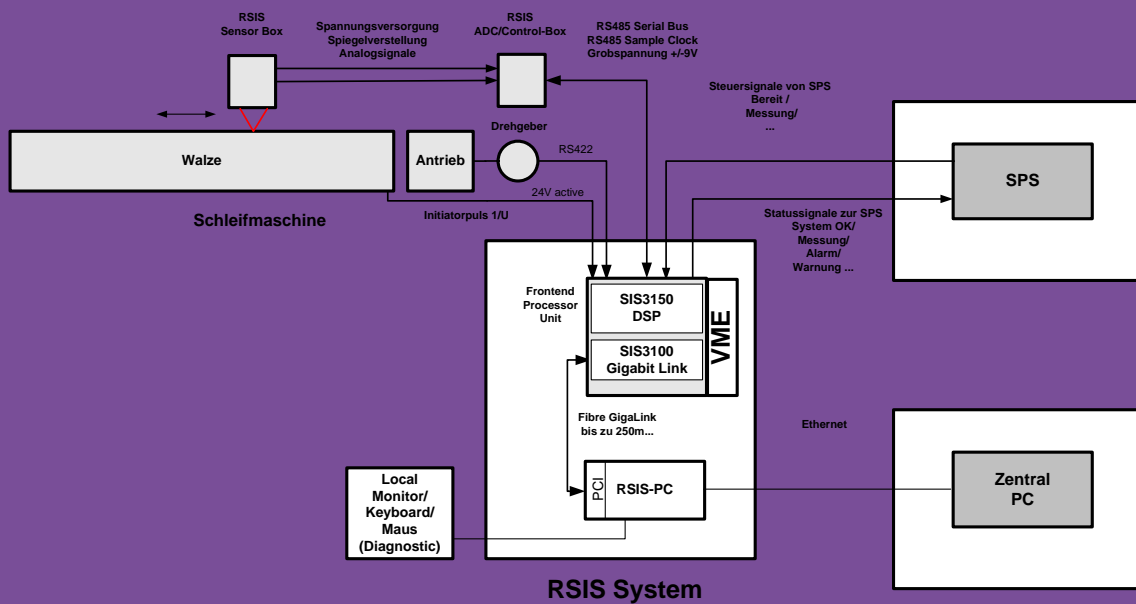 RSIS
Sensor Box
Spannungsversorgung
Spiegelverstellung
Analogsignale
RSIS
ADC/Control-Box
RS485 Serial Bus
RS485 Sample Clock
Grobspannung +/-9V
Steuersignale von SPS
Bereit /
Messung/
...
Walze
Antrieb
Drehgeber
RS422
24V active
Initiatorpuls 1/U
Schleifmaschine
SPS
Statussignale zur SPS
System OK/
Messung/
Alarm/
Warnung ...
Frontend
Processor
Unit
SIS3150
DSP
SIS3100
Gigabit Link
VME
Fibre GigaLink
bis zu 250m...
Ethernet
PCI
RSIS-PC
Local
Monitor/
Keyboard/
Maus
(Diagnostic)
Zentral
PC
RSIS System